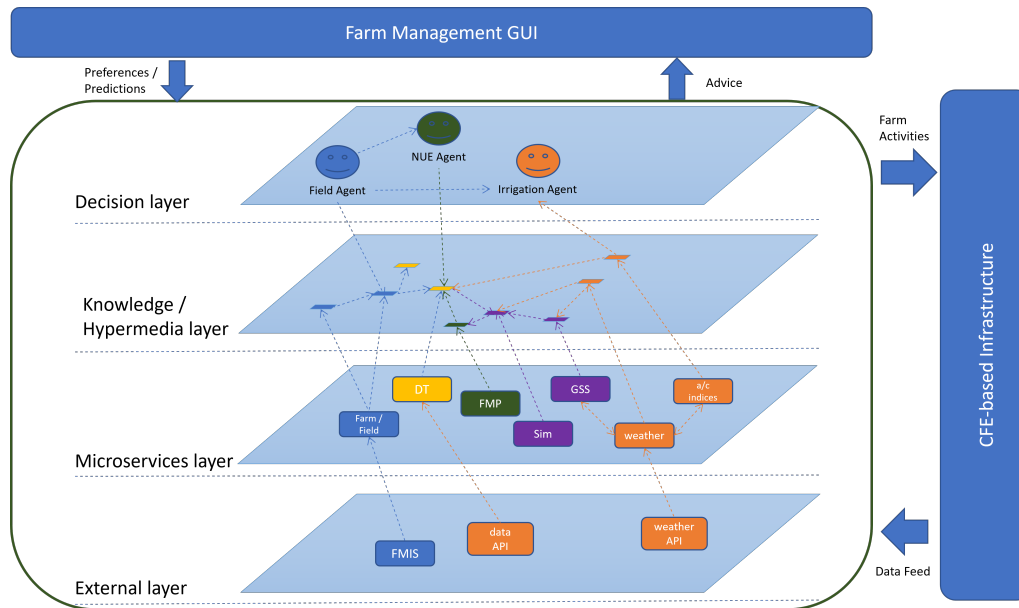 Farm Management GUI
Preferences /
Predictions
Advice
Farm
Activities
NUE Agent
Field Agent
Irrigation Agent
Decision layer
Knowledge /
Hypermedia layer
CFE-based Infrastructure
DT
FMP
GSS
a/c
indices
Farm /
Field
Sim
weather
Microservices layer
data
API
weather
API
FMIS
Data Feed
External layer